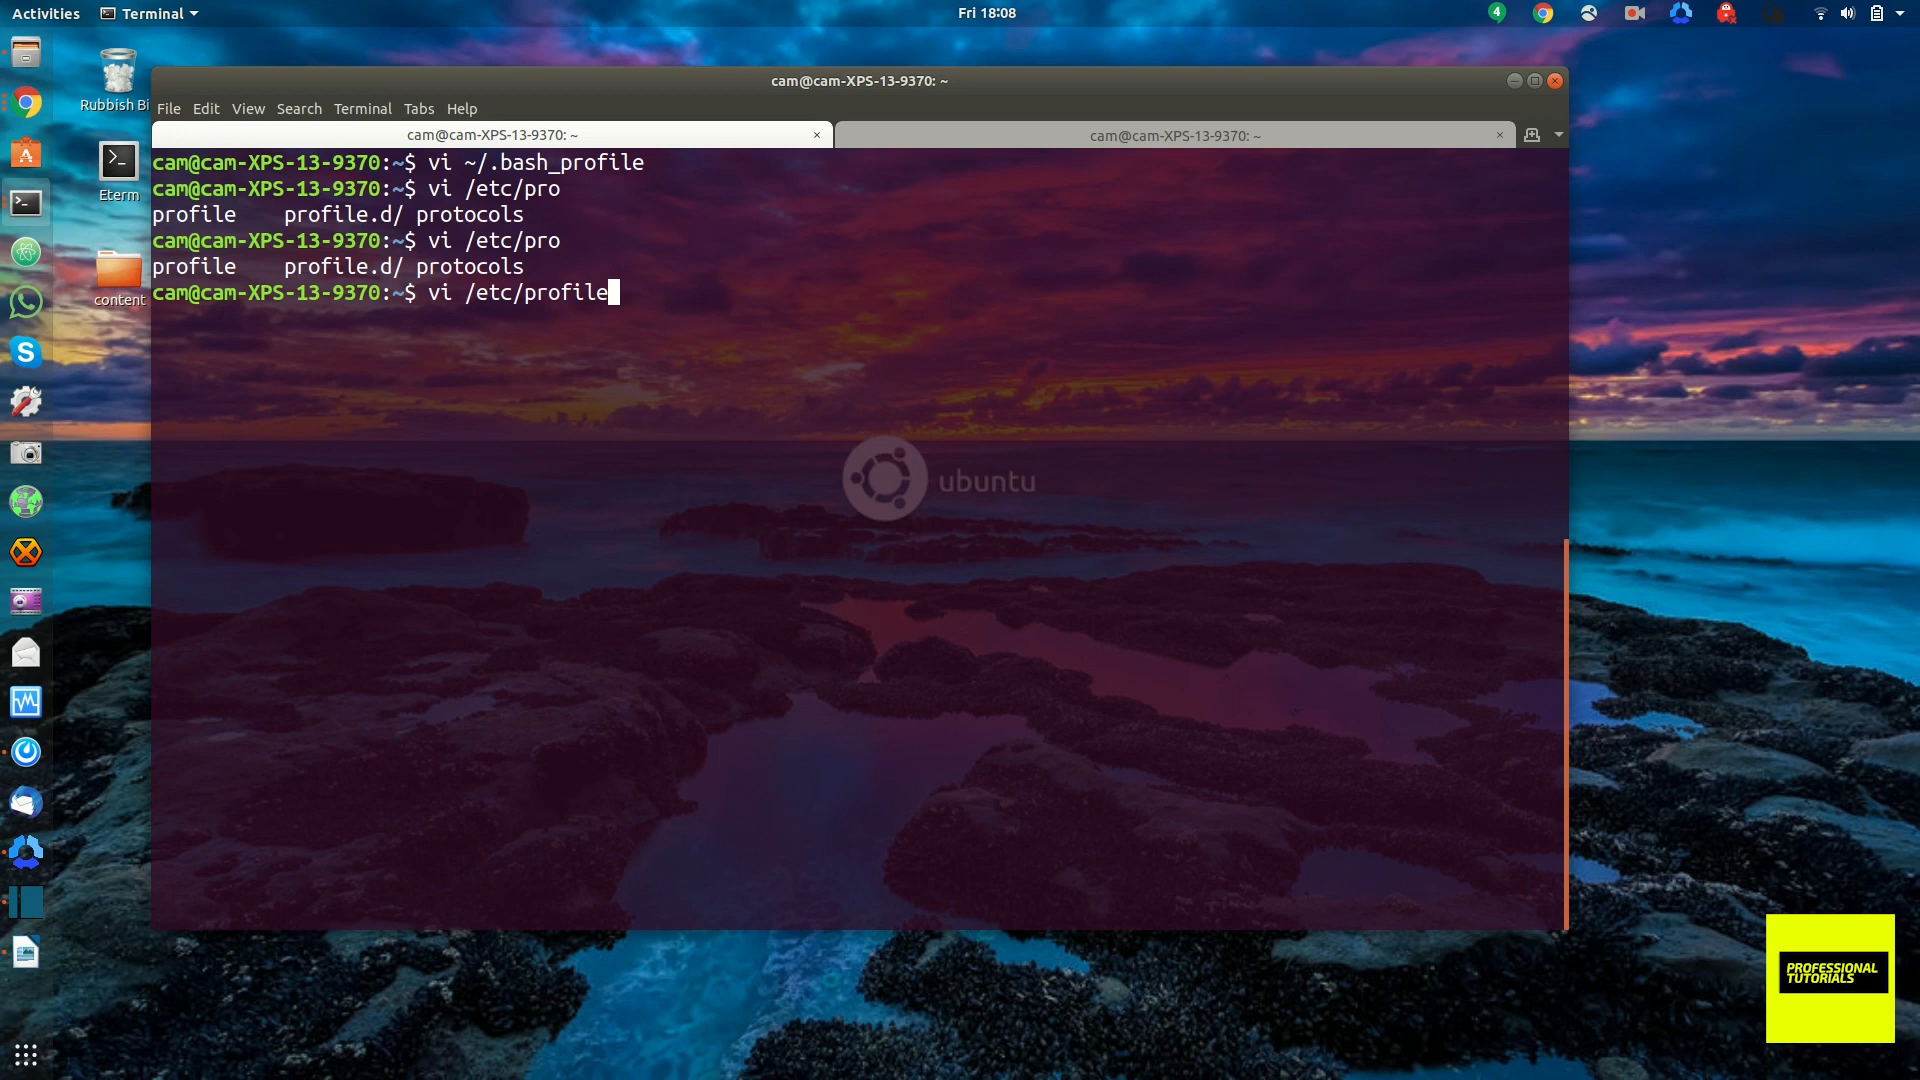 Activities Terminal Fri 18:08 4
cam@cam-XPS-13-9370: ~
File Edit View Search Terminal Tabs Help
cam@cam-XPS-13-9370: ~ × cam@cam-XPS-13-9370: ~ ×
Rubbish Bi
Eterm
content
cam@cam-XPS-13-9370:~$ vi ~/.bash_profile
cam@cam-XPS-13-9370:~$ vi /etc/pro
profile profile.d/ protocols
cam@cam-XPS-13-9370:~$ vi /etc/pro
profile profile.d/ protocols
cam@cam-XPS-13-9370:~$ vi /etc/profile
ubuntu
PROFESSIONAL
TUTORIALS